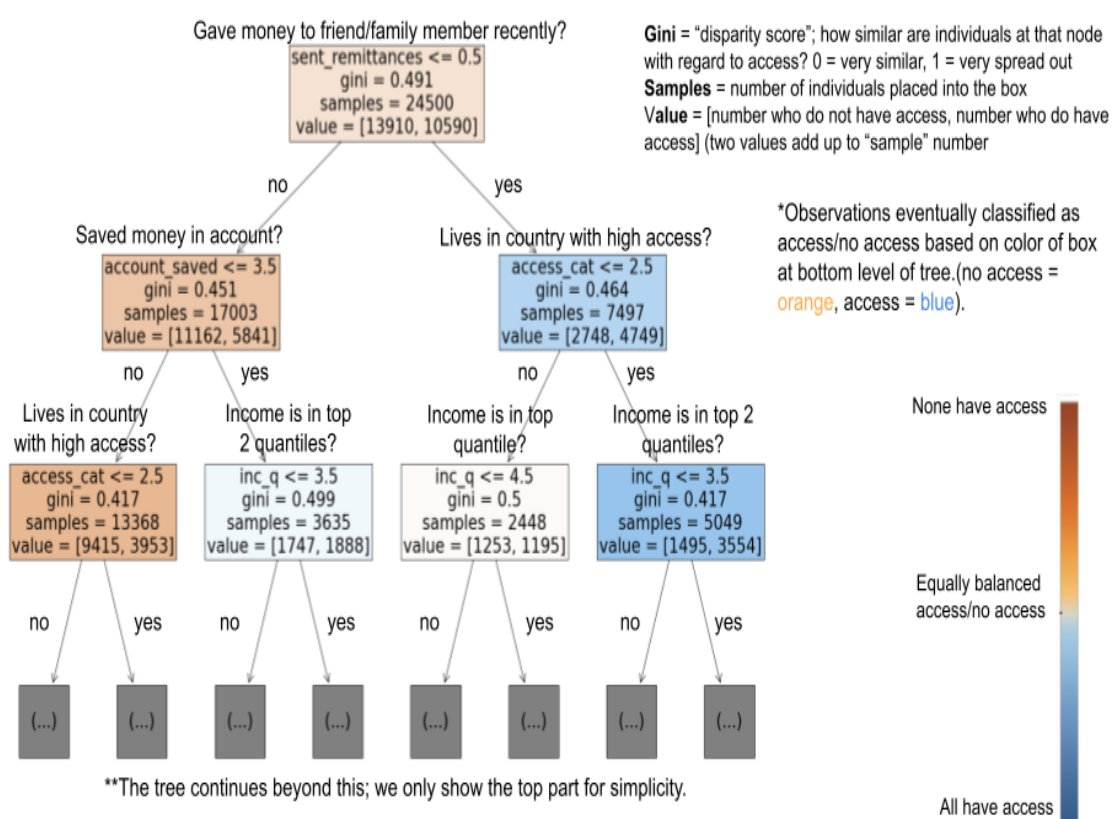 Gave money to friend/family member recently?
sent_remittances <= 0.5
gini = 0.491
samples = 24500
value = [13910, 10590]
Gini = “disparity score”; how similar are individuals at that node
with regard to access? 0 = very similar, 1 = very spread out
Samples = number of individuals placed into the box
Value = [number who do not have access, number who do have
access] (two values add up to “sample” number
no
yes
*Observations eventually classified as
access/no access based on color of box
at bottom level of tree.(no access =
orange, access = blue).
Saved money in account?
account_saved <= 3.5
gini = 0.451
samples = 17003
value = [11162, 5841]
Lives in country with high access?
access_cat <= 2.5
gini = 0.464
samples = 7497
value = [2748, 4749]
no
yes
no
yes
Lives in country
with high access?
access_cat <= 2.5
gini = 0.417
samples = 13368
value = [9415, 3953]
Income is in top
2 quantiles?
inc_q <= 3.5
gini = 0.499
samples = 3635
value = [1747, 1888]
Income is in top
quantile?
inc_q <= 4.5
gini = 0.5
samples = 2448
value = [1253, 1195]
Income is in top 2
quantiles?
inc_q <= 3.5
gini = 0.417
samples = 5049
value = [1495, 3554]
None have access
Equally balanced
access/no access
All have access
no
yes
no
yes
no
yes
no
yes
(...)
(...)
(...)
(...)
(...)
(...)
(...)
(...)
**The tree continues beyond this; we only show the top part for simplicity.